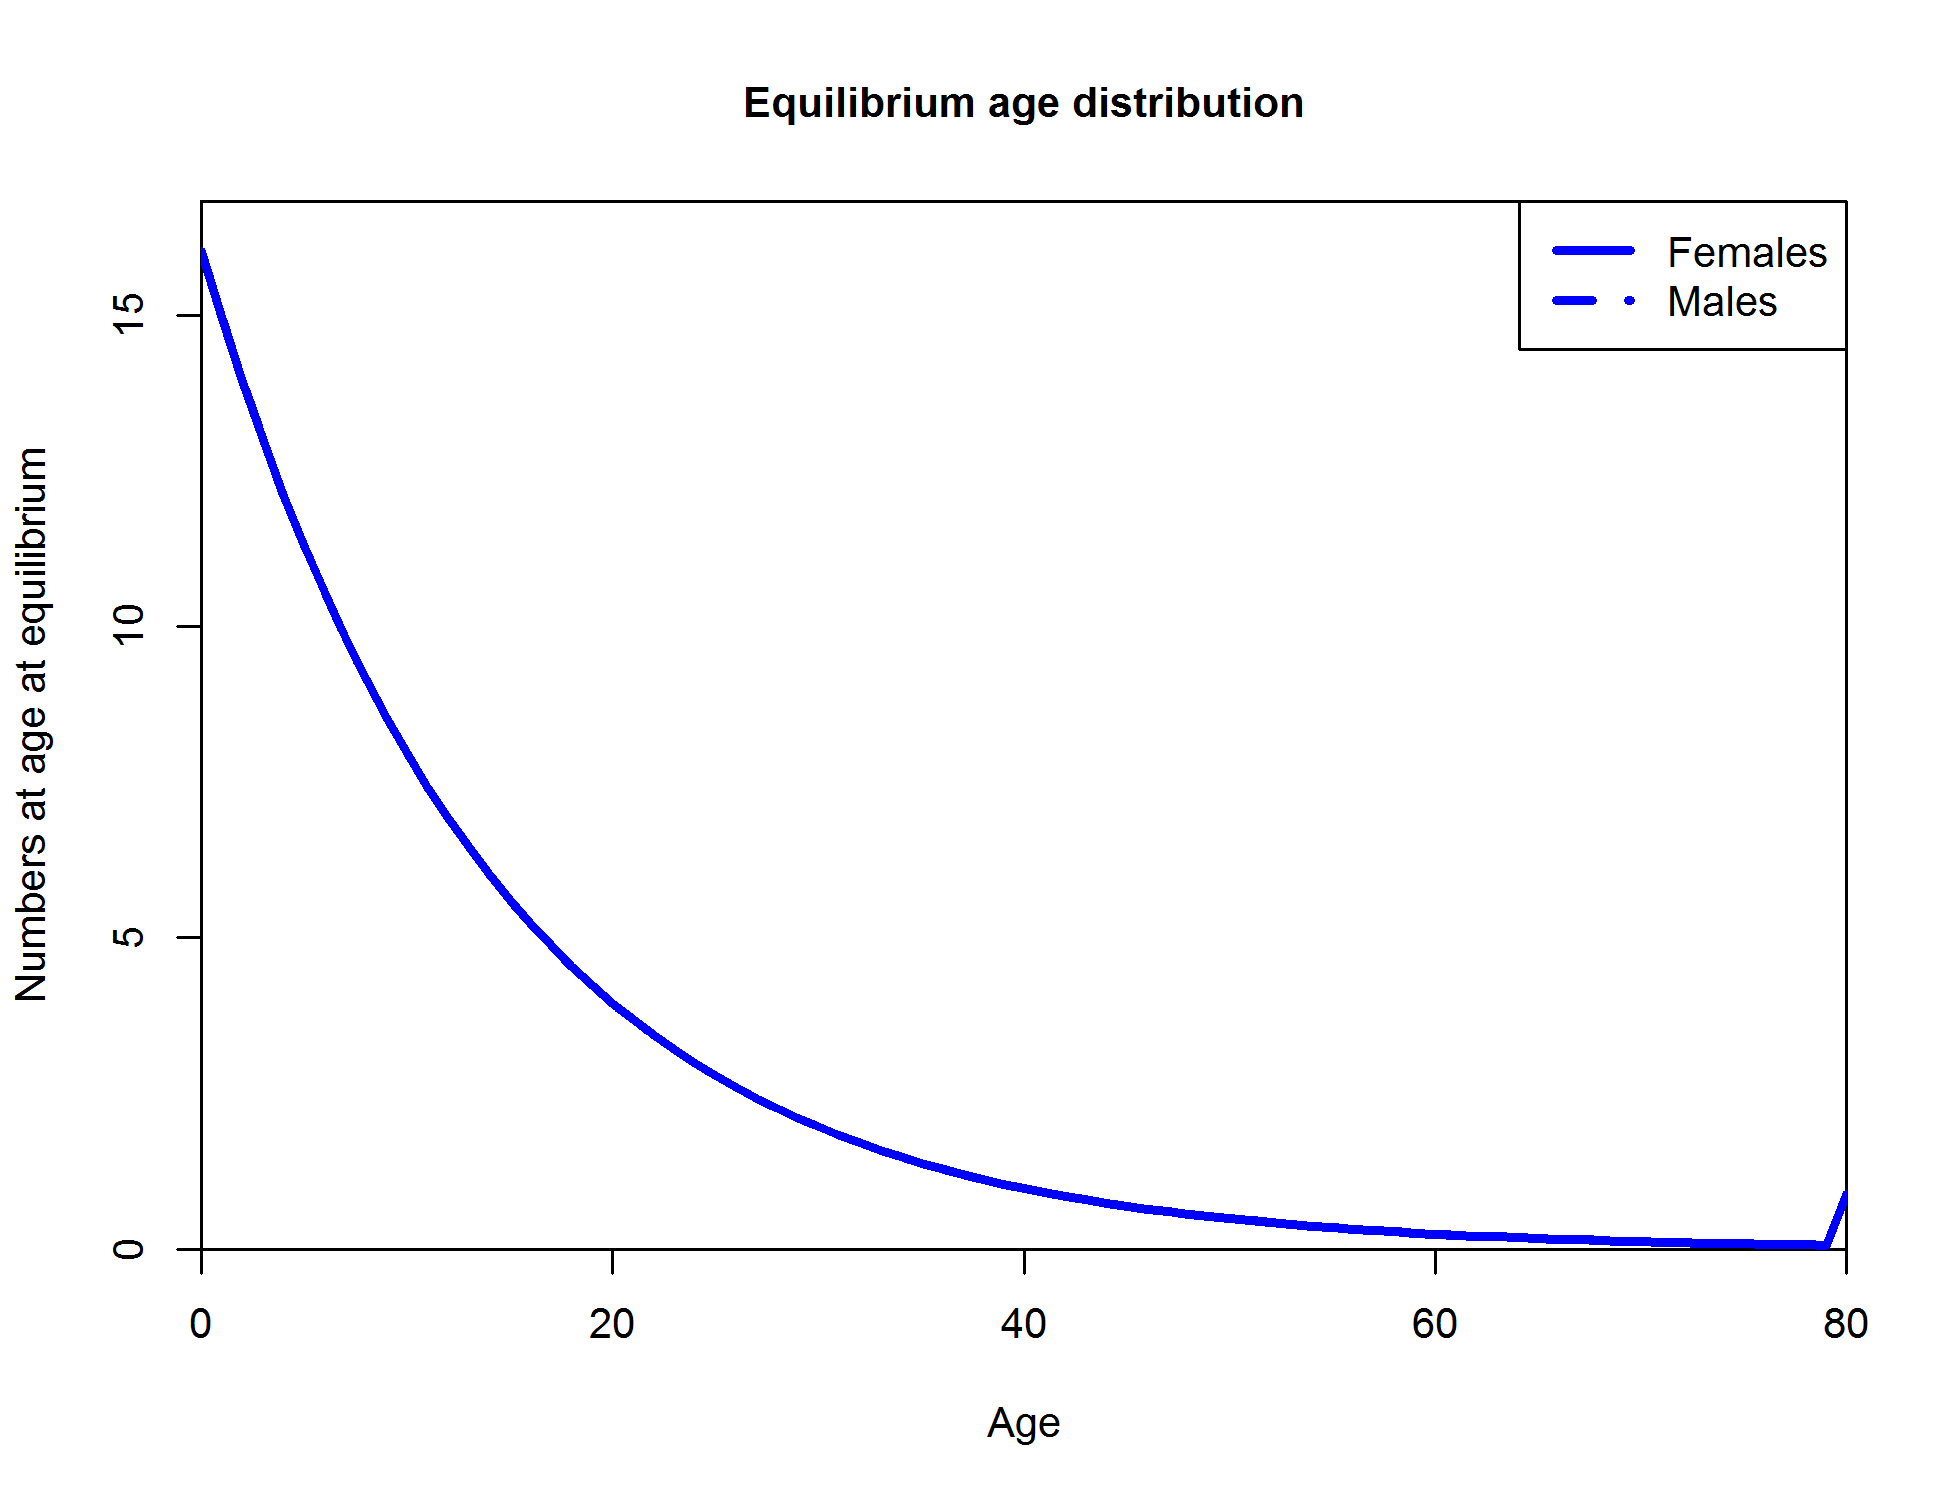 Equilibrium age distribution
Females
Males
Numbers at age at equilibrium
15
10
5
0
0 20 40 60 80
Age